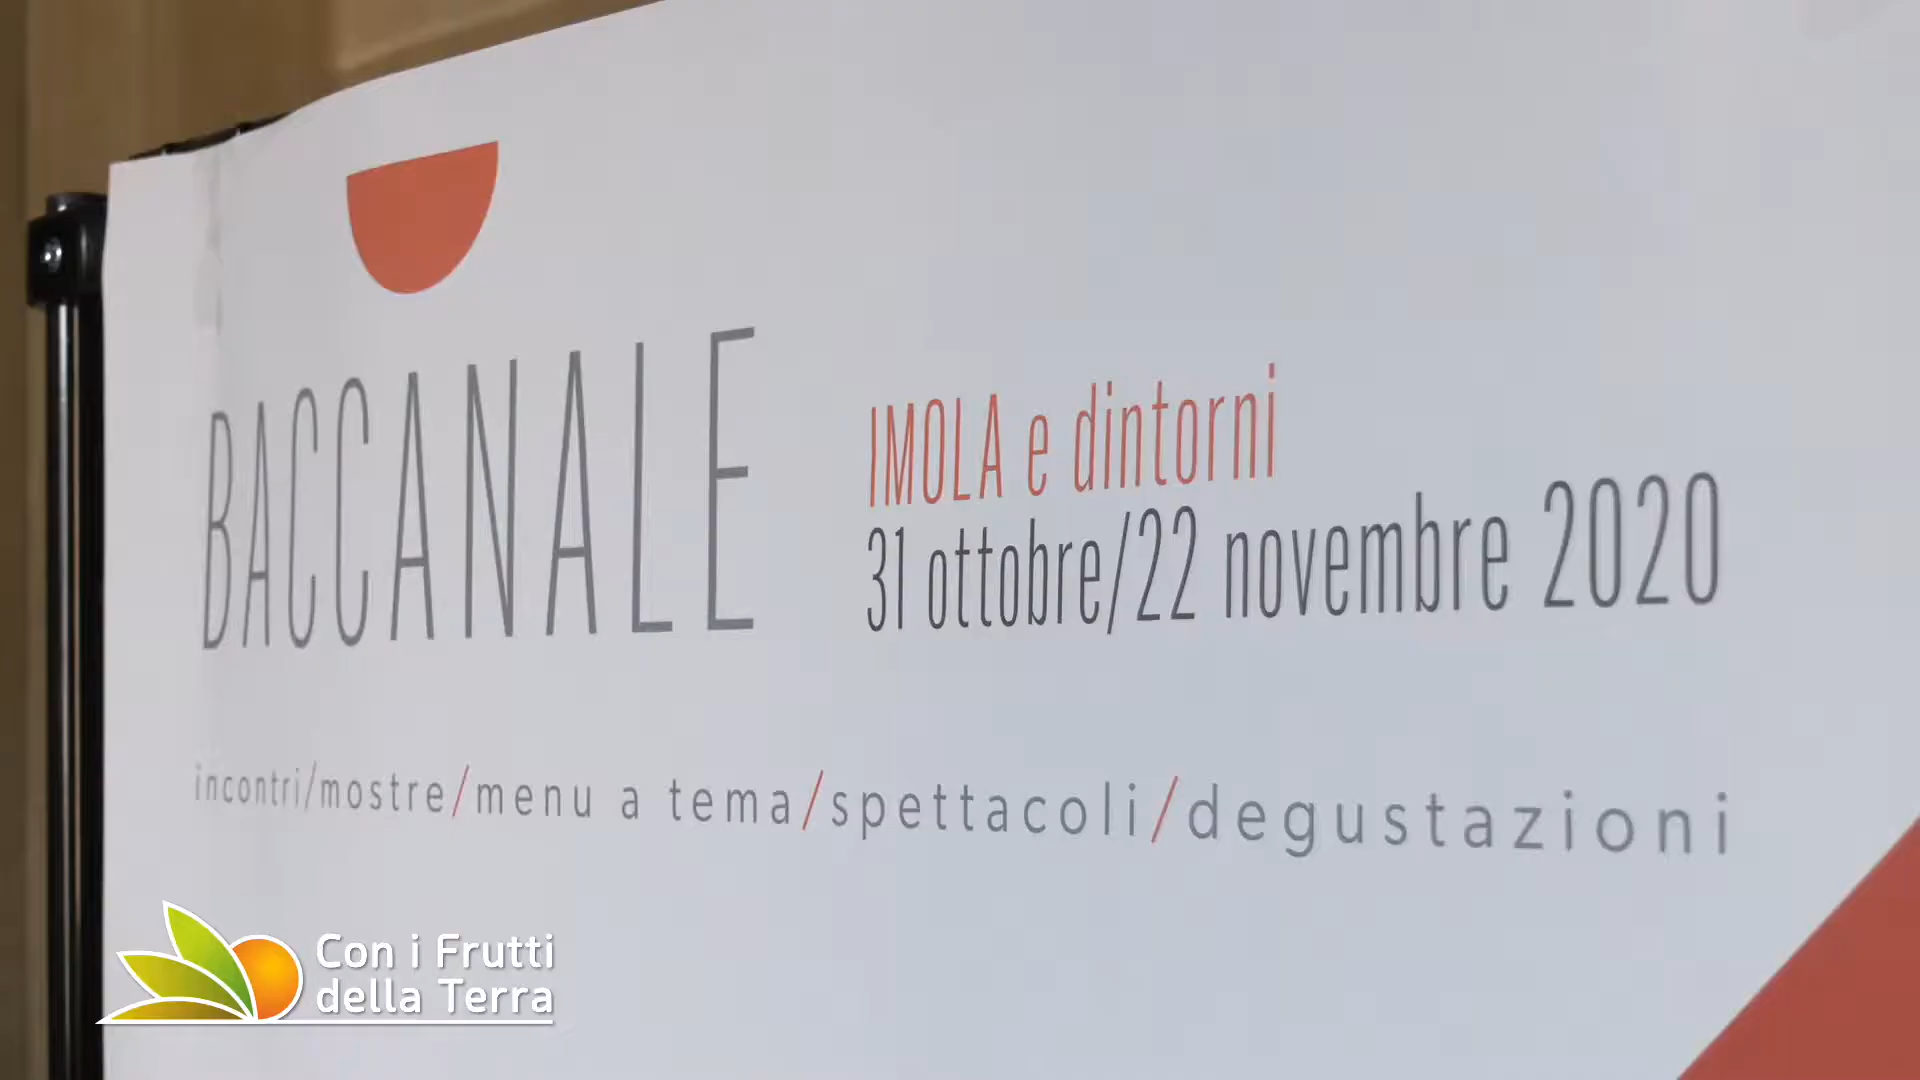 BACCANALE
IMOLA e dintorni
31 ottobre/22 novembre 2020
incontri/mostre/menu a tema/spettacoli/degustazioni
Con i Frutti
della Terra